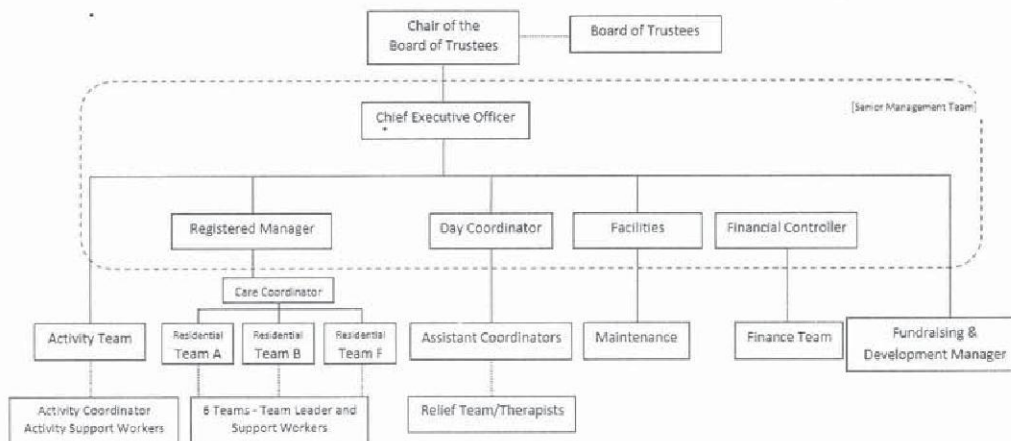 Chair of the
Board of Trustees
Board of Trustees
[Senior Management Team]
Chief Executive Officer
Registered Manager
Day Coordinator
Facilities
Financial Controller
Care Coordinator
Activity Team
Residential
Team A
Residential
Team B
Residential
Team F
Assistant Coordinators
Maintenance
Finance Team
Fundraising &
Development Manager
Activity Coordinator
Activity Support Workers
6 Teams - Team Leader and
Support Workers
Relief Team/Therapists